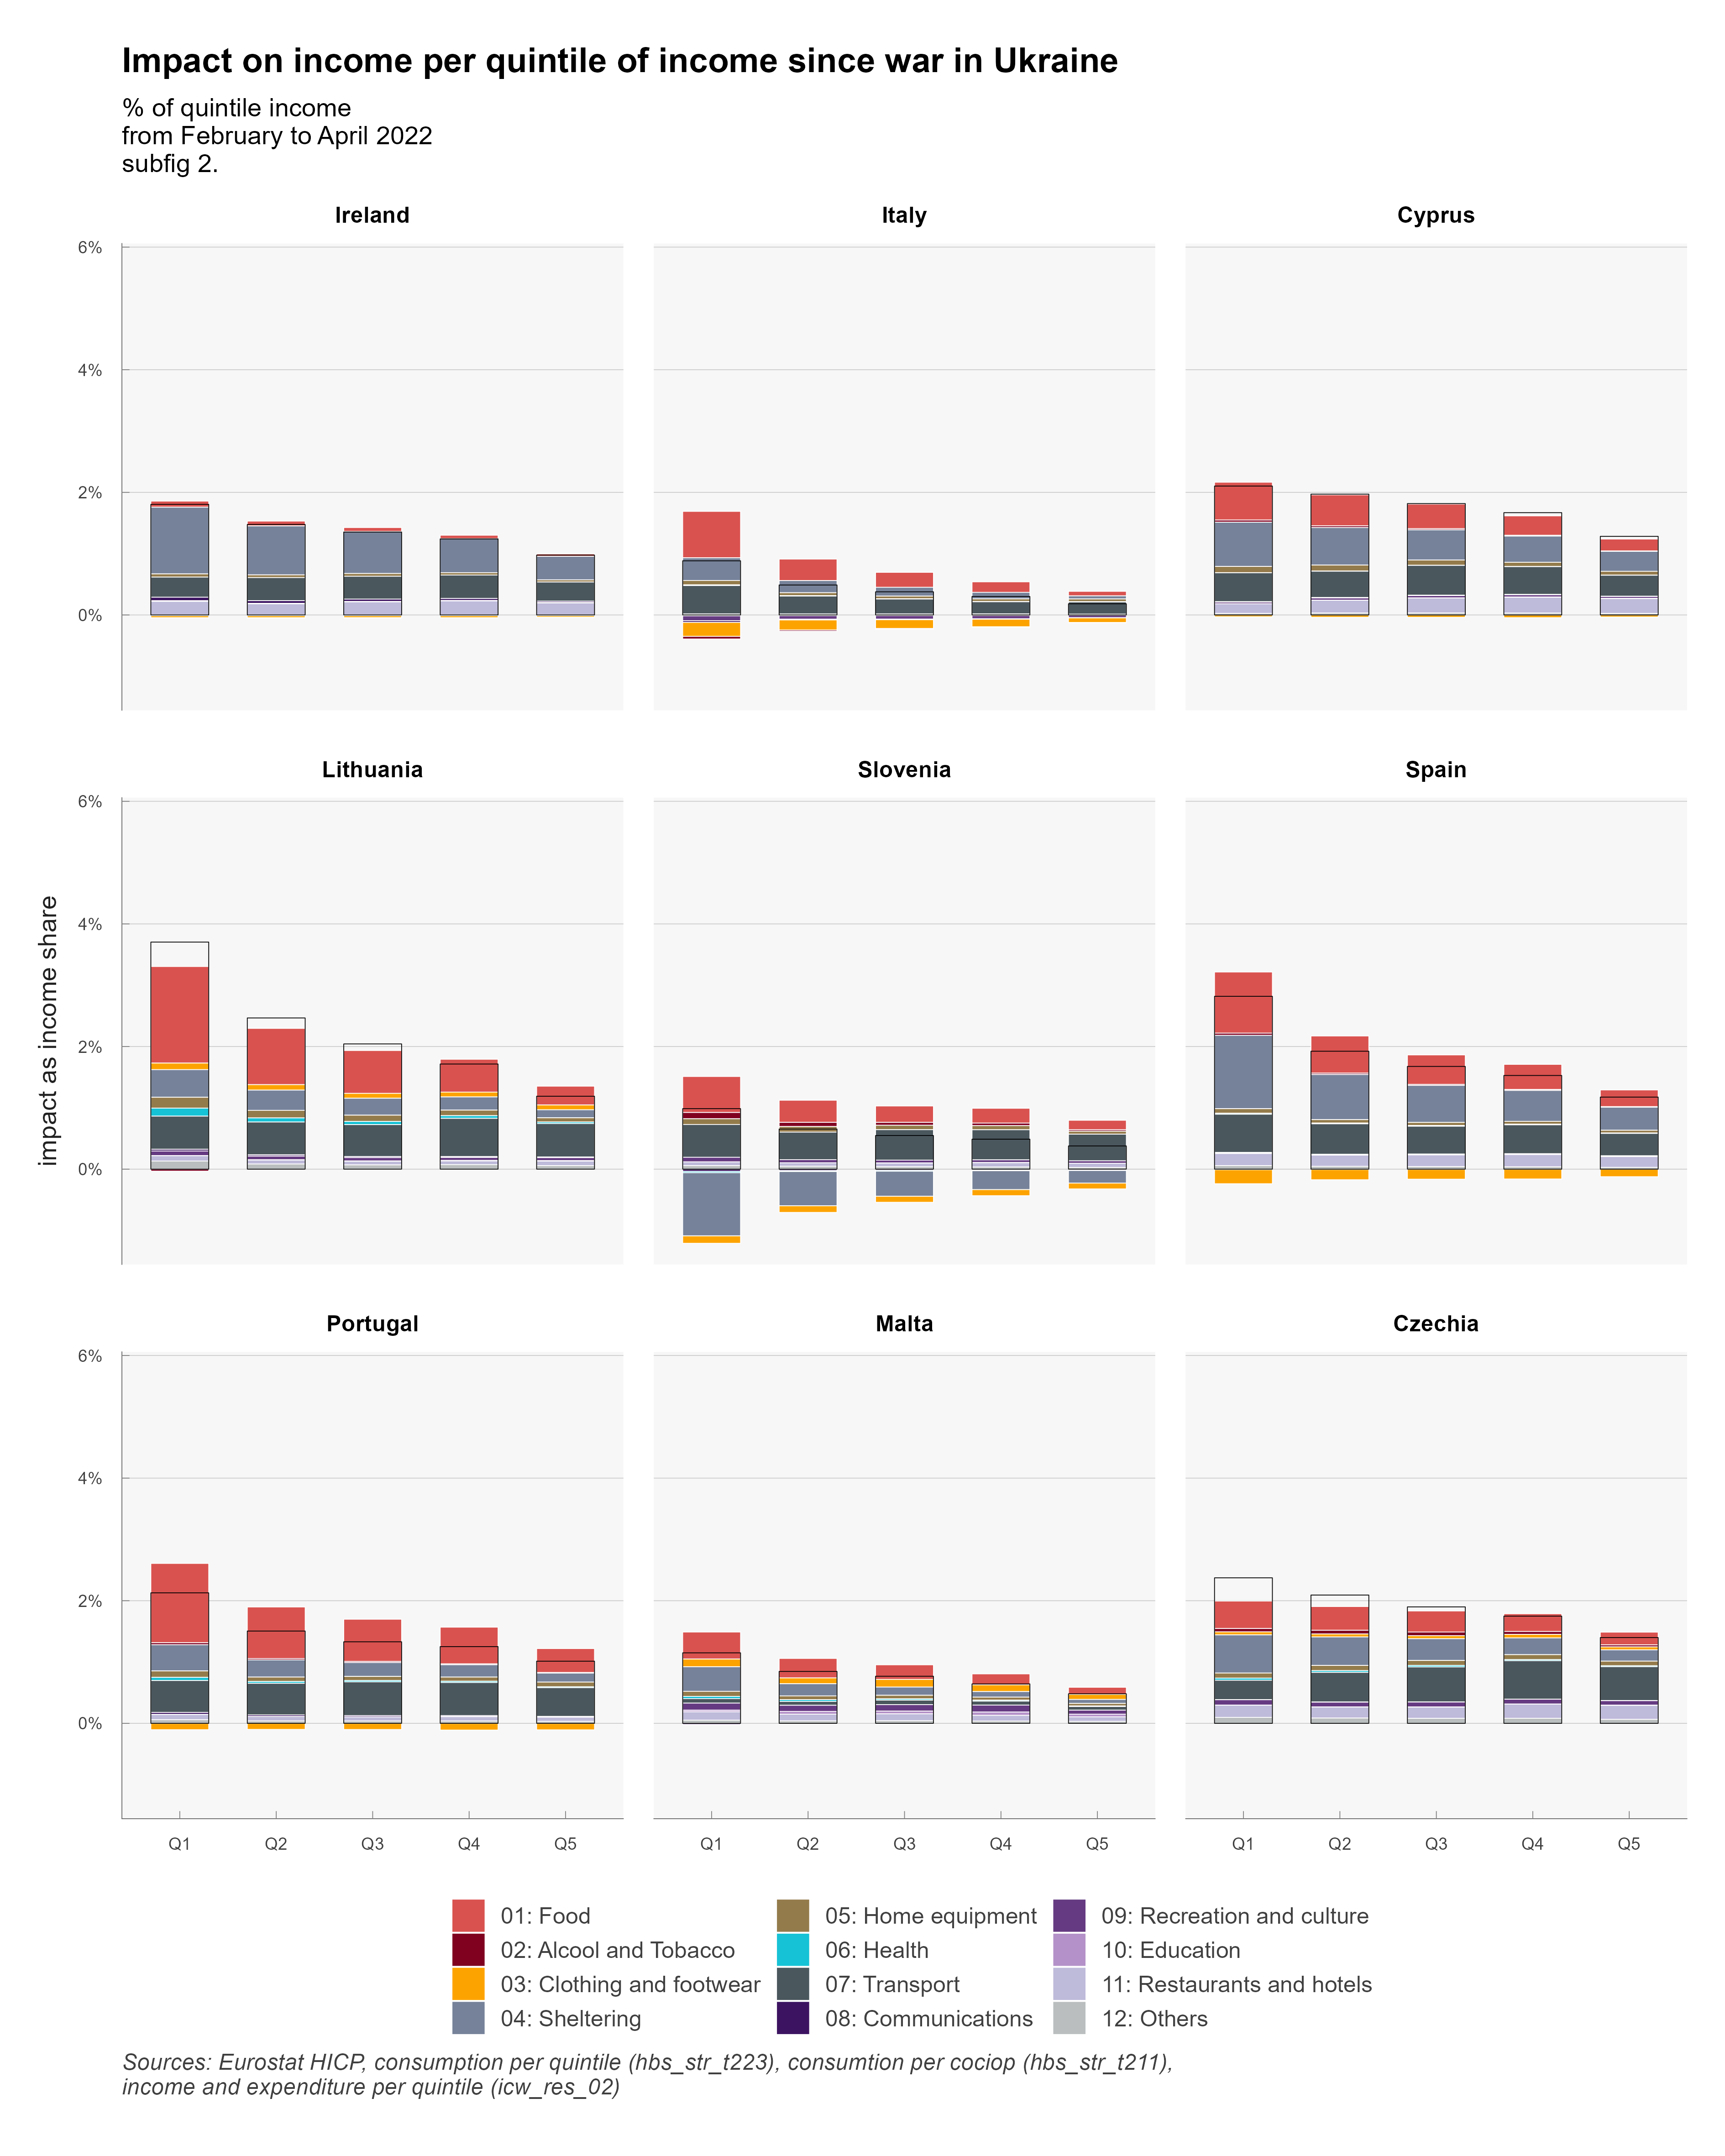 Impact on income per quintile of income since war in Ukraine
% of quintile income
from February to April 2022
subfig 2.
Ireland
Italy
Cyprus
6%
4%
2%
0%
Lithuania
Slovenia
Spain
6%
4%
2%
0%
impact as income share
Portugal
Malta
Czechia
6%
4%
2%
0%
Q1 Q2 Q3 Q4 Q5
Q1 Q2 Q3 Q4 Q5
Q1 Q2 Q3 Q4 Q5
01: Food
02: Alcool and Tobacco
03: Clothing and footwear
04: Sheltering
05: Home equipment
06: Health
07: Transport
08: Communications
09: Recreation and culture
10: Education
11: Restaurants and hotels
12: Others
Sources: Eurostat HICP, consumption per quintile (hbs_str_t223), consumtion per cociop (hbs_str_t211),
income and expenditure per quintile (icw_res_02)